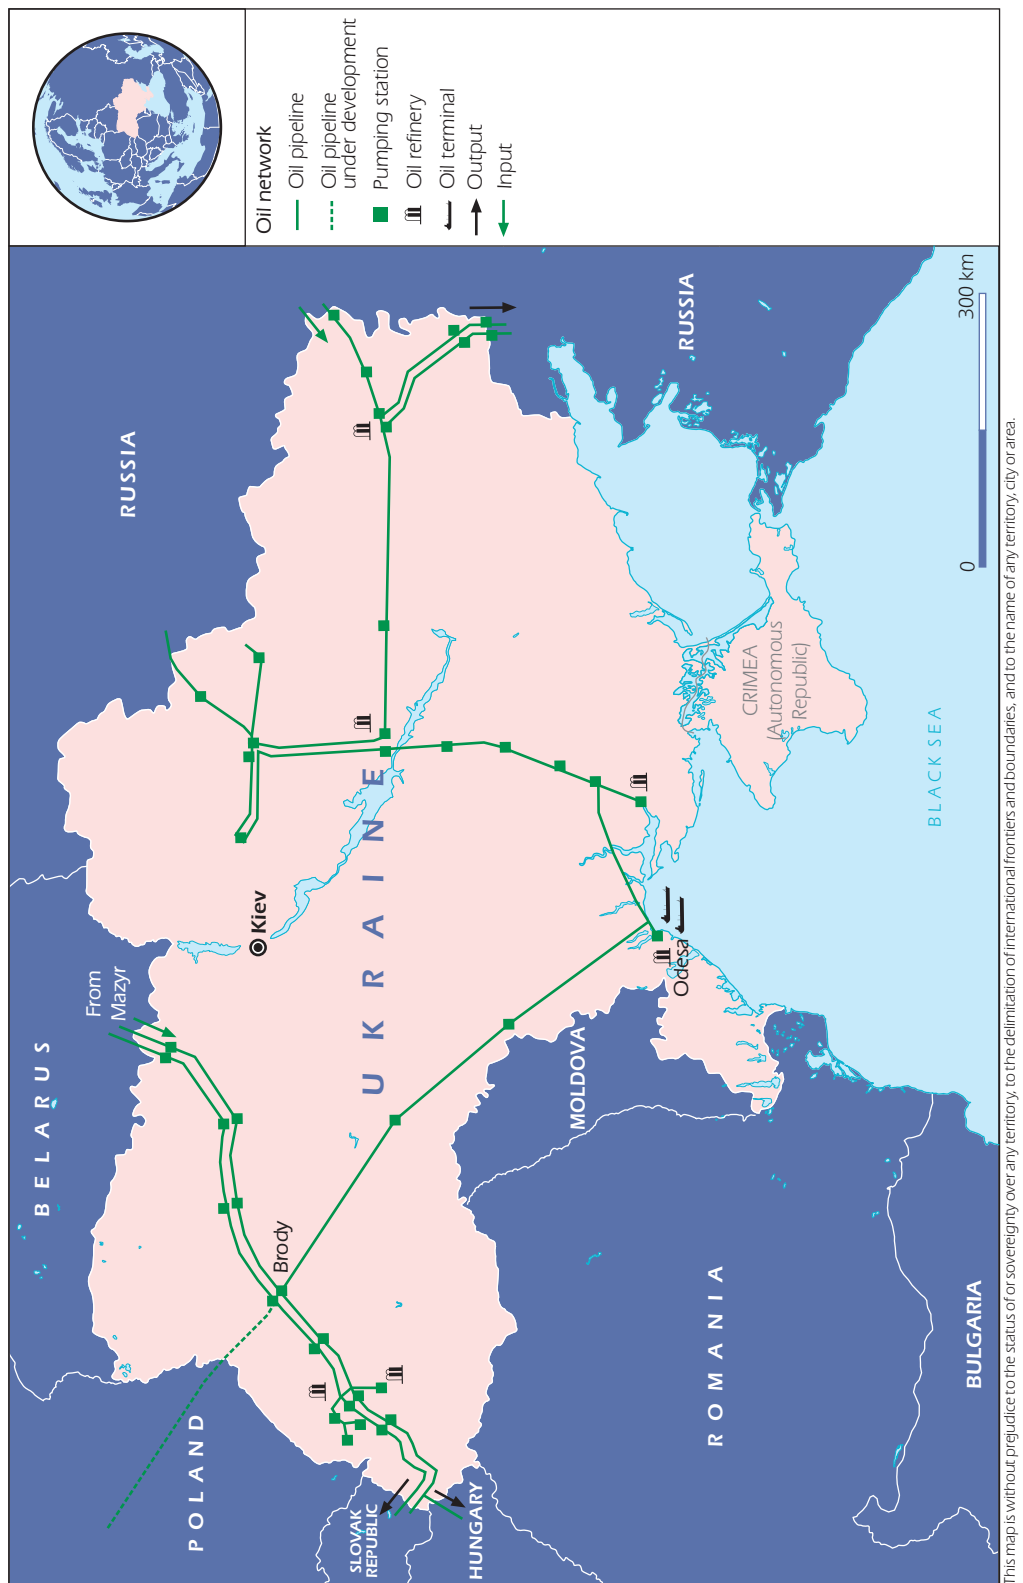 Oil network
Oil pipeline
Oil pipeline
under development
Pumping station
Oil refinery
Oil terminal
Output
Input
BELARUS
RUSSIA
From
Mazyr
Kiev
POLAND
Brody
UKRAINE
SLOVAK
REPUBLIC
HUNGARY
MOLDOVA
Odesa
RUSSIA
CRIMEA
(Autonomous
Republic)
ROMANIA
BLACK SEA
BULGARIA
0
300 km
This map is without prejudice to the status of or sovereignty over any territory, to the delimitation of international frontiers and boundaries, and to the name of any territory, city or area.